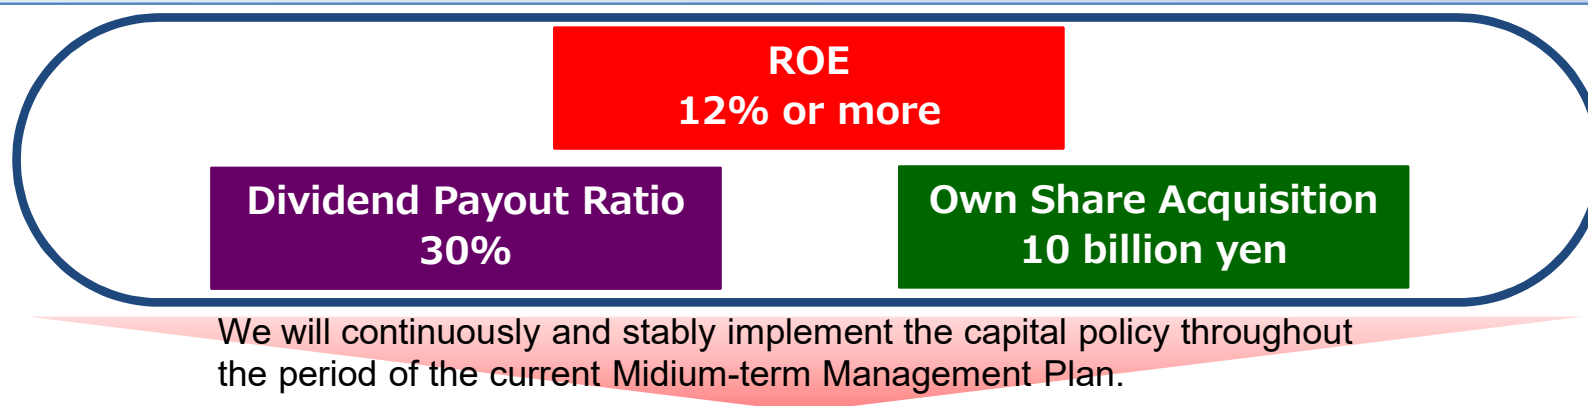 ROE
12% or more
Dividend Payout Ratio
30%
Own Share Acquisition
10 billion yen
We will continuously and stably implement the capital policy throughout
the period of the current Midium-term Management Plan.